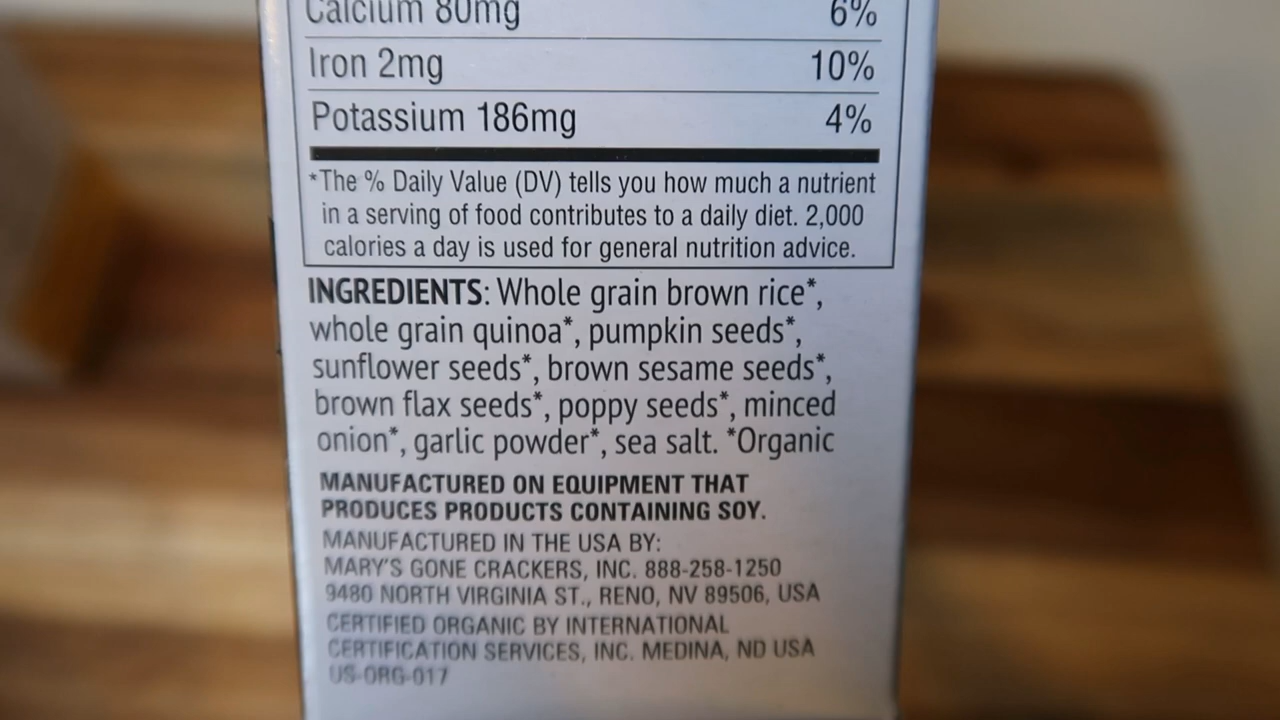 Calcium 80mg 6%
Iron 2mg 10%
Potassium 186mg 4%
*The % Daily Value (DV) tells you how much a nutrient
in a serving of food contributes to a daily diet. 2,000
calories a day is used for general nutrition advice.
INGREDIENTS: Whole grain brown rice*,
whole grain quinoa*, pumpkin seeds*,
sunflower seeds*, brown sesame seeds*,
brown flax seeds*, poppy seeds*, minced
onion*, garlic powder*, sea salt. *Organic
MANUFACTURED ON EQUIPMENT THAT
PRODUCES PRODUCTS CONTAINING SOY.
MANUFACTURED IN THE USA BY:
MARY'S GONE CRACKERS, INC. 888-258-1250
9480 NORTH VIRGINIA ST., RENO, NV 89506, USA
CERTIFIED ORGANIC BY INTERNATIONAL
CERTIFICATION SERVICES, INC. MEDINA, ND USA
US-ORG-017